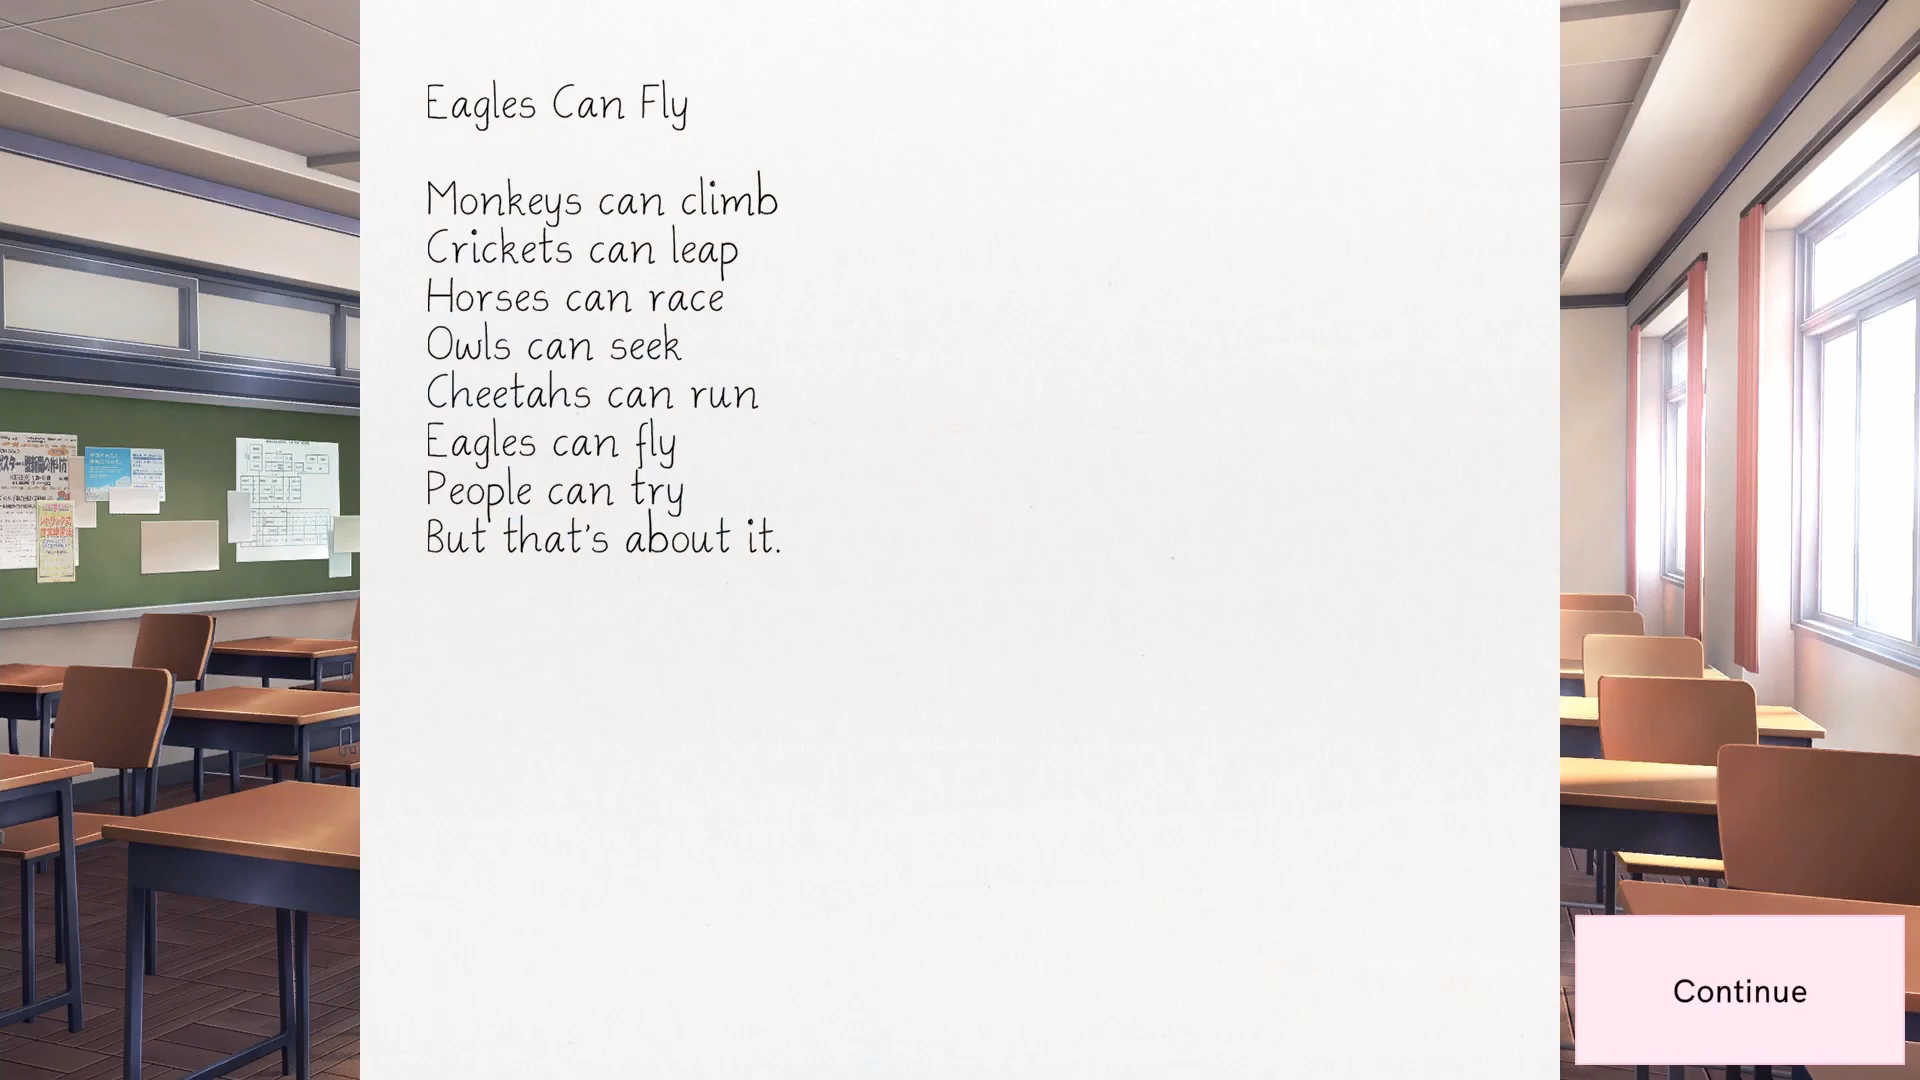 Eagles Can Fly
Monkeys can climb
Crickets can leap
Horses can race
Owls can seek
Cheetahs can run
Eagles can fly
People can try
But that's about it.
Continue